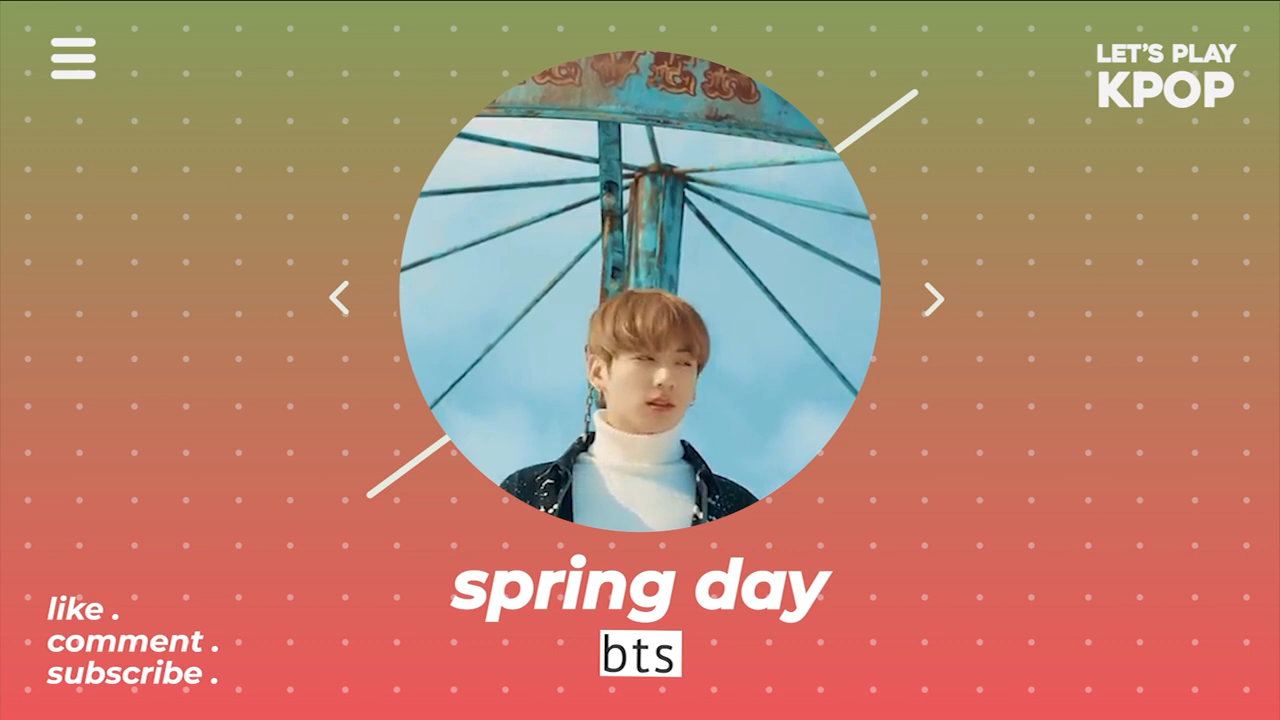 LET'S PLAY
KPOP
spring day
bts
like .
comment .
subscribe .